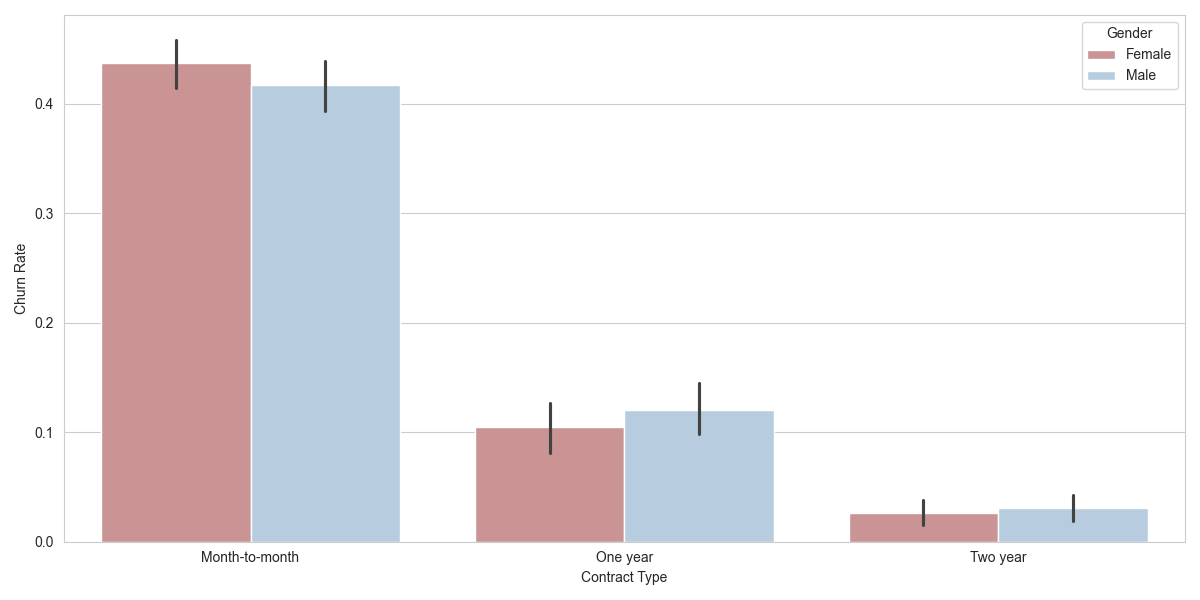 Gender
Female
Male
Churn Rate
0.4
0.3
0.2
0.1
0.0
Month-to-month
One year
Two year
Contract Type